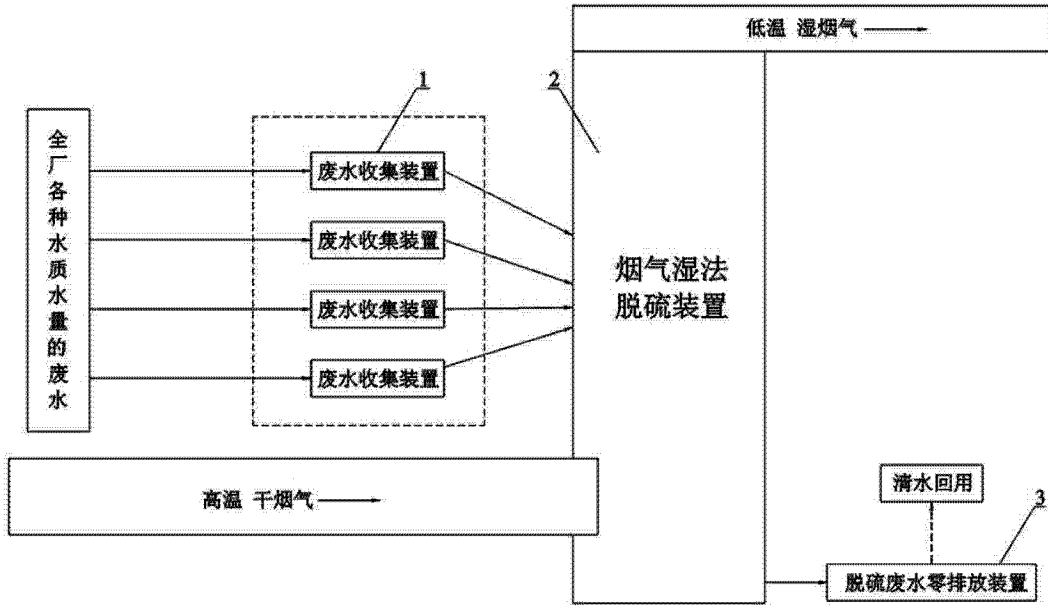 低温 湿烟气
1
2
全厂各种水质水量的废水
废水收集装置
废水收集装置
废水收集装置
废水收集装置
烟气湿法
脱硫装置
高温 干烟气
清水回用
3
脱硫废水零排放装置